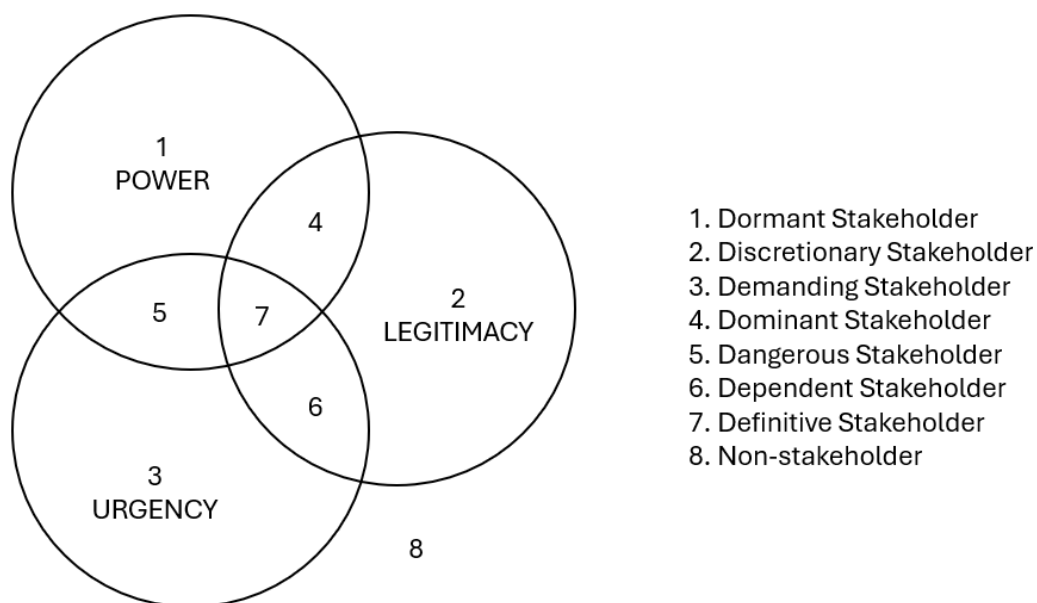 1
POWER
4
5
7
2
LEGITIMACY
6
3
URGENCY
8
1. Dormant Stakeholder
2. Discretionary Stakeholder
3. Demanding Stakeholder
4. Dominant Stakeholder
5. Dangerous Stakeholder
6. Dependent Stakeholder
7. Definitive Stakeholder
8. Non-stakeholder